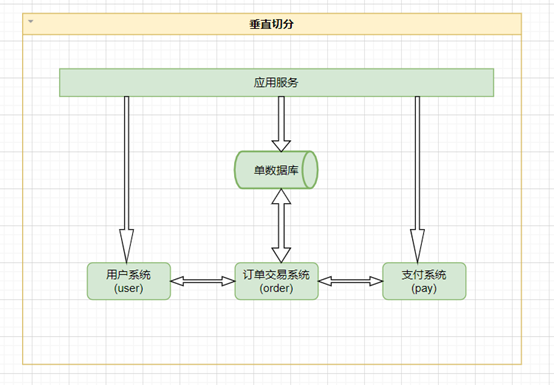 垂直切分
应用服务
单数据库
用户系统
(user)
订单交易系统
(order)
支付系统
(pay)